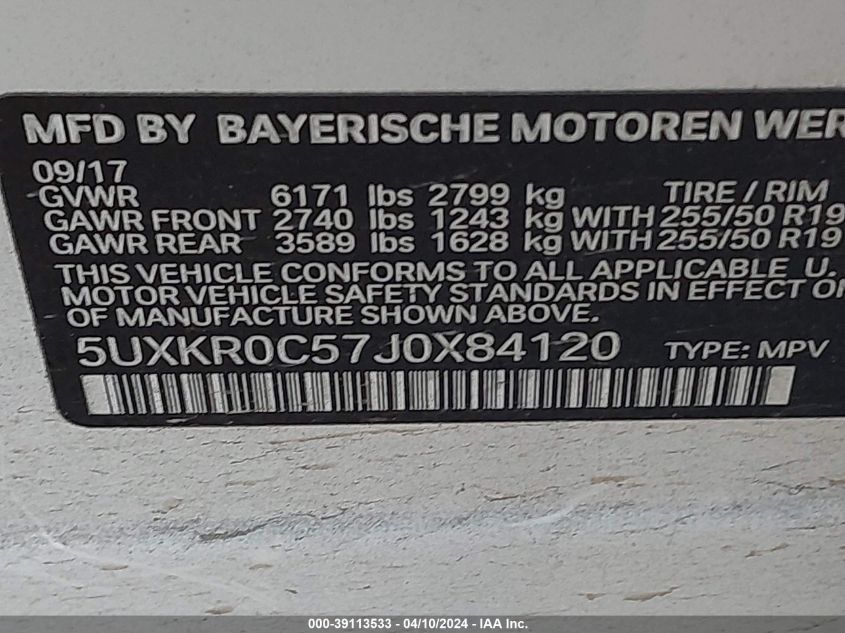 MFD BY BAYERISCHE MOTOREN WER
09/17
GVWR 6171 lbs 2799 kg TIRE / RIM
GAWR FRONT 2740 lbs 1243 kg WITH 255/50 R19
GAWR REAR 3589 lbs 1628 kg WITH 255/50 R19
THIS VEHICLE CONFORMS TO ALL APPLICABLE U.
MOTOR VEHICLE SAFETY STANDARDS IN EFFECT ON
OF MANUFACTURE SHOWN ABOVE.
5UXKR0C57J0X84120 TYPE: MPV
000-39113533 - 04/10/2024 - IAA Inc.